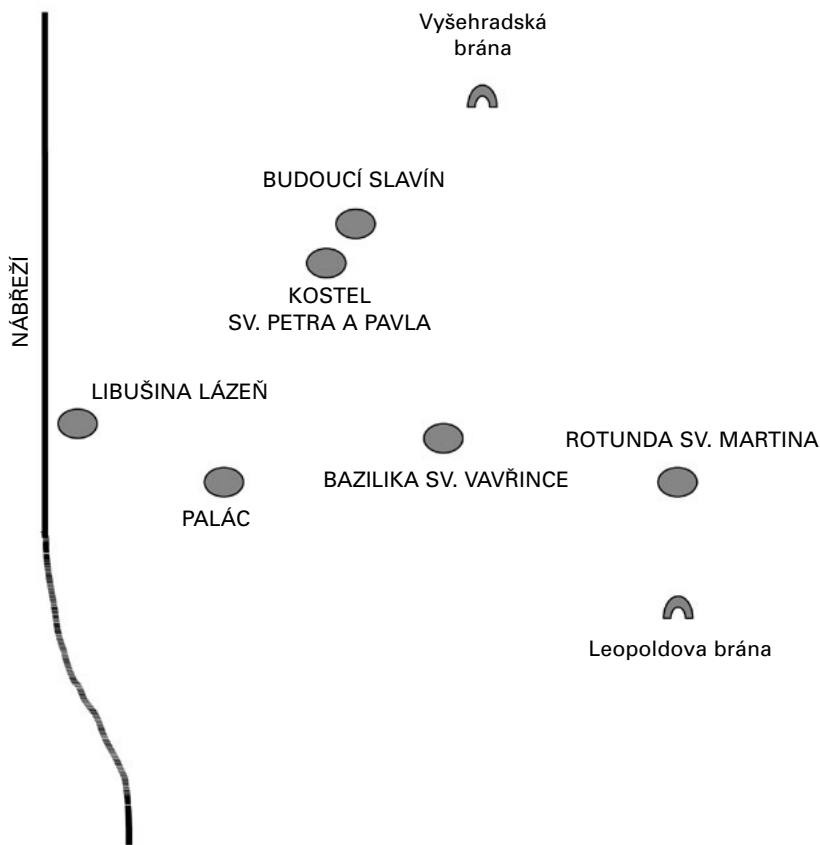 Vyšehradská
brána
BUDOUCÍ SLAVÍN
KOSTEL
SV. PETRA A PAVLA
NÁBŘEŽÍ
LIBUŠINA LÁZEŇ
ROTUNDA SV. MARTINA
BAZILIKA SV. VAVŘINCE
PALÁC
Leopoldova brána